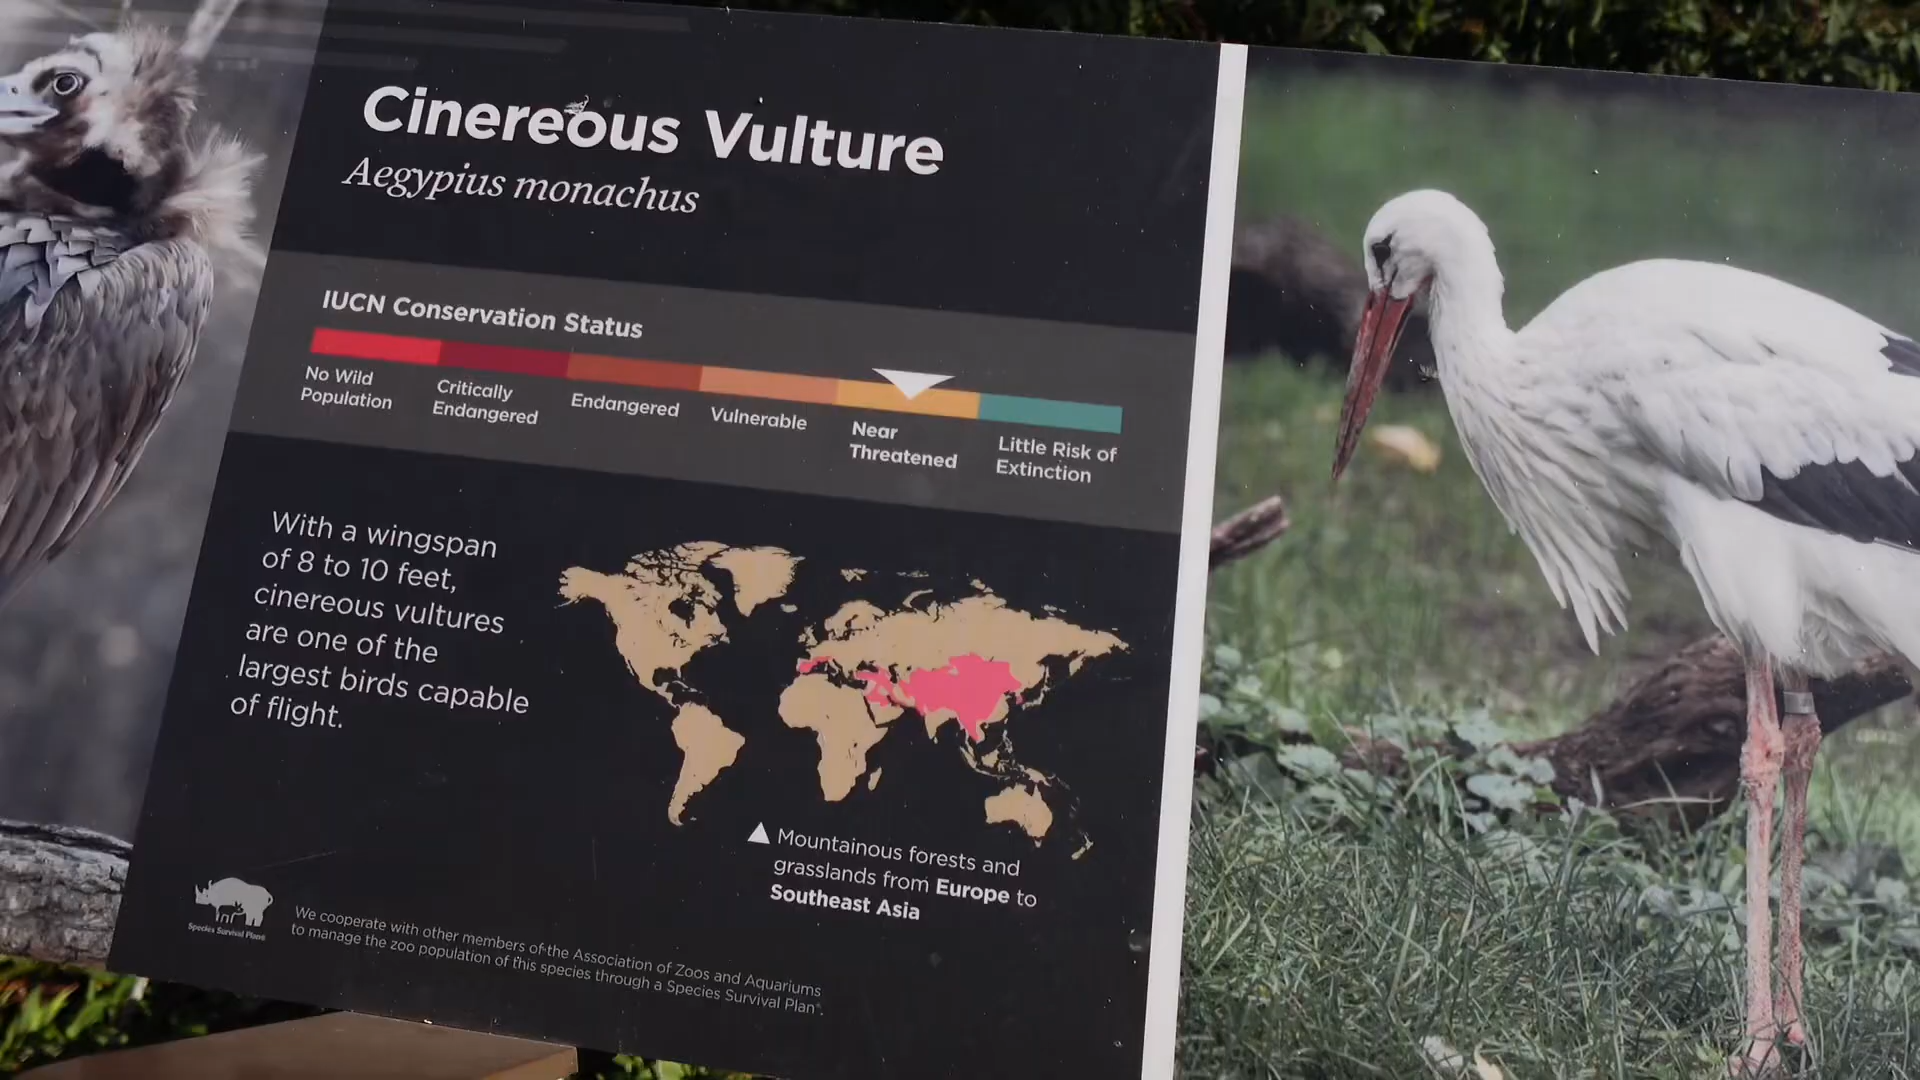 Cinereous Vulture
Aegypius monachus
IUCN Conservation Status
No Wild
Population
Critically
Endangered
Endangered
Vulnerable
Near
Threatened
Little Risk of
Extinction
With a wingspan
of 8 to 10 feet,
cinereous vultures
are one of the
largest birds capable
of flight.
Mountainous forests and
grasslands from Europe to
Southeast Asia
Species Survival Plan®
We cooperate with other members of the Association of Zoos and Aquariums
to manage the zoo population of this species through a Species Survival Plan®.